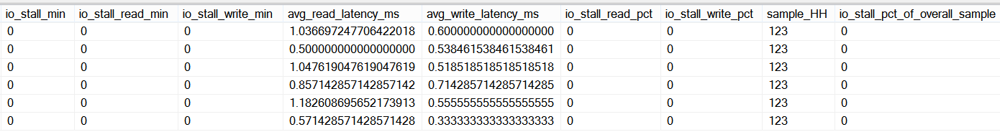 io_stall_min io_stall_read_min io_stall_write_min avg_read_latency_ms avg_write_latency_ms io_stall_read_pct io_stall_write_pct sample_HH io_stall_pct_of_overall_sample
0 0 0 1.036697247706422018 0.600000000000000000 0 0 123 0
0 0 0 0.500000000000000000 0.538461538461538461 0 0 123 0
0 0 0 1.047619047619047619 0.518518518518518518 0 0 123 0
0 0 0 0.857142857142857142 0.714285714285714285 0 0 123 0
0 0 0 1.182608695652173913 0.555555555555555555 0 0 123 0
0 0 0 0.571428571428571428 0.333333333333333333 0 0 123 0